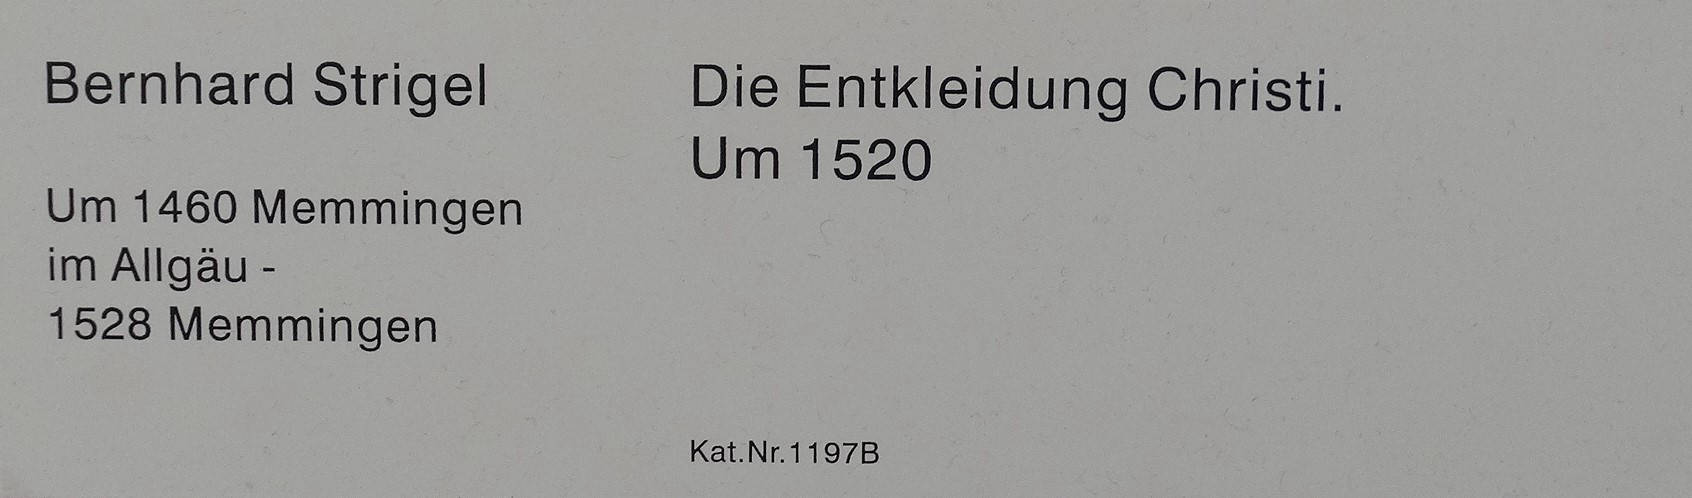 Bernhard Strigel
Um 1460 Memmingen
im Allgäu -
1528 Memmingen
Die Entkleidung Christi.
Um 1520
Kat.Nr.1197B